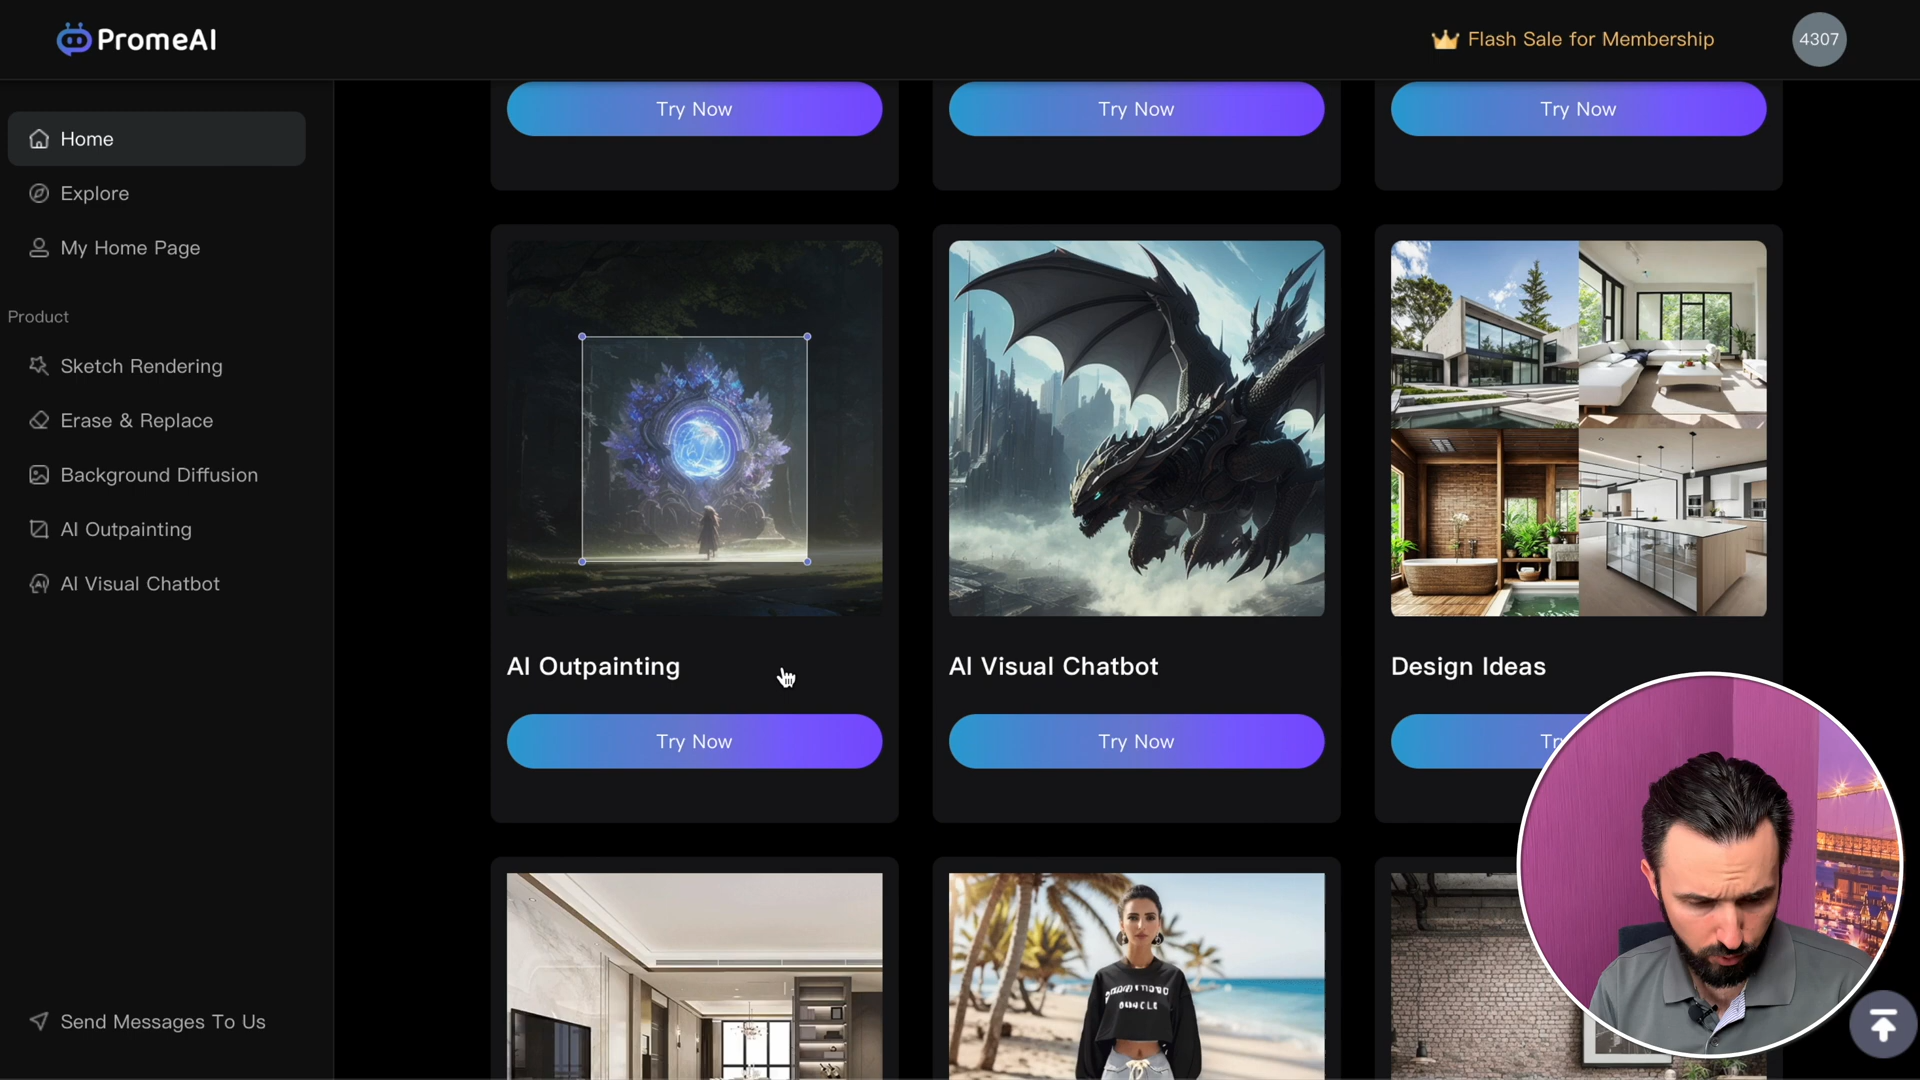 PromeAI
Flash Sale for Membership
4307
Home
Explore
My Home Page
Product
Sketch Rendering
Erase & Replace
Background Diffusion
AI Outpainting
AI Visual Chatbot
Send Messages To Us
Try Now
Try Now
Try Now
AI Outpainting
AI Visual Chatbot
Design Ideas
Try Now
Try Now